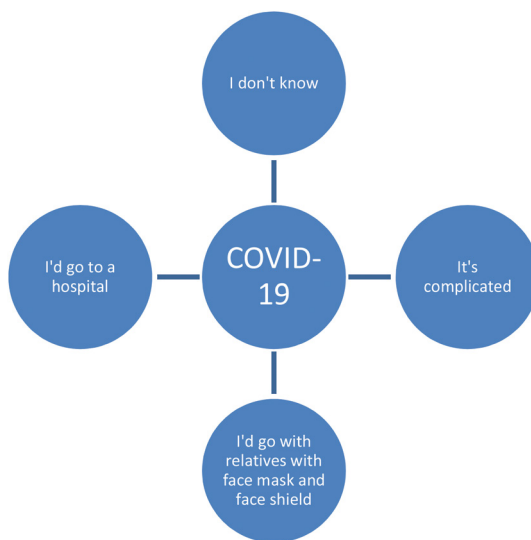 I don't know
I'd go to a
hospital
COVID-
19
It's
complicated
I'd go with
relatives with
face mask and
face shield